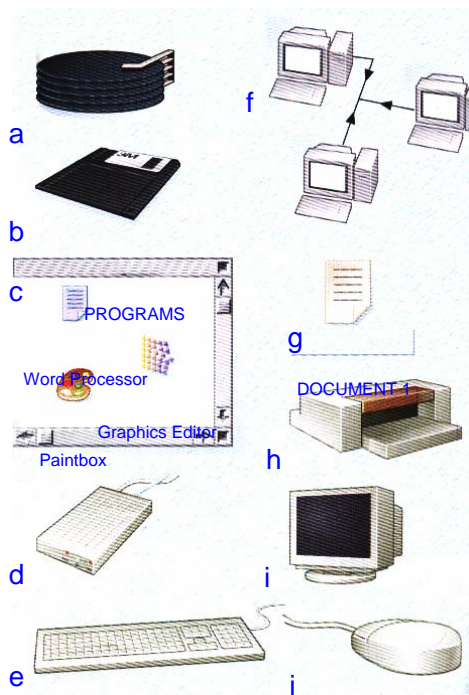 f
a
3M
b
c
PROGRAMS
g
Word Processor
DOCUMENT 1
Graphics Editor
h
Paintbox
d
i
e
j